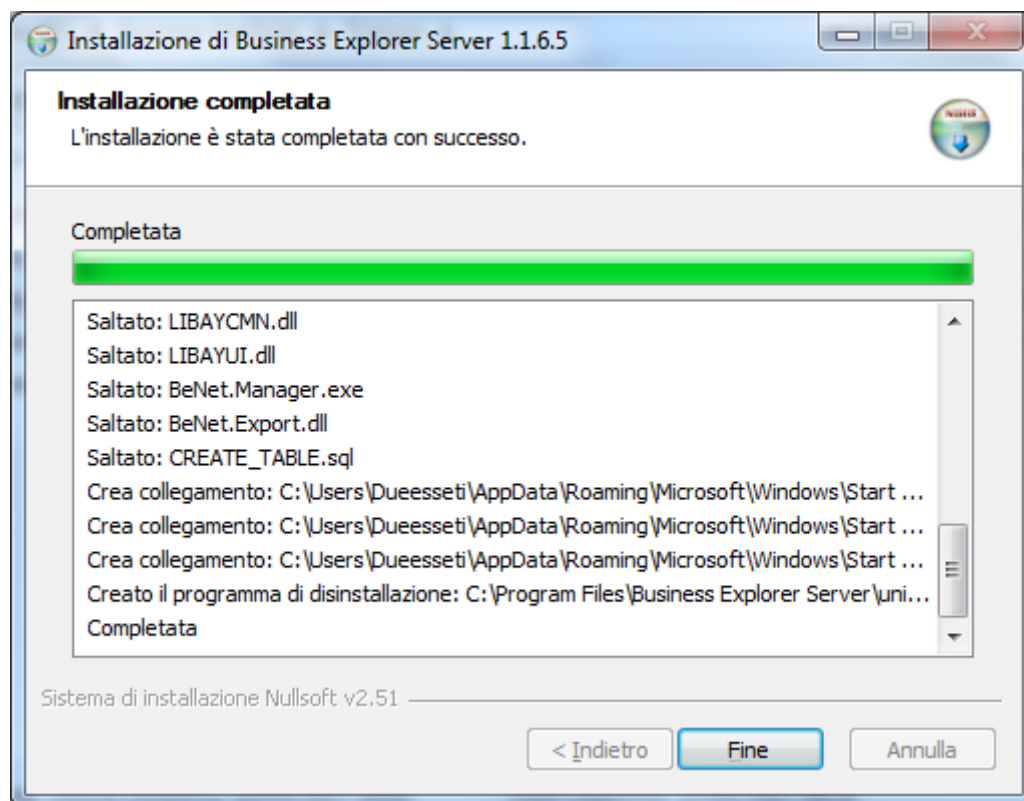 Installazione di Business Explorer Server 1.1.6.5
Installazione completata
L'installazione è stata completata con successo.
Completata
Saltato: LIBAYCMN.dll
Saltato: LIBAYUI.dll
Saltato: BeNet.Manager.exe
Saltato: BeNet.Export.dll
Saltato: CREATE_TABLE.sql
Crea collegamento: C:\Users\Dueesseti\AppData\Roaming\Microsoft\Windows\Start ...
Crea collegamento: C:\Users\Dueesseti\AppData\Roaming\Microsoft\Windows\Start ...
Crea collegamento: C:\Users\Dueesseti\AppData\Roaming\Microsoft\Windows\Start ...
Creato il programma di disinstallazione: C:\Program Files\Business Explorer Server\uni...
Completata
Sistema di installazione Nullsoft v2.51
< Indietro
Fine
Annulla